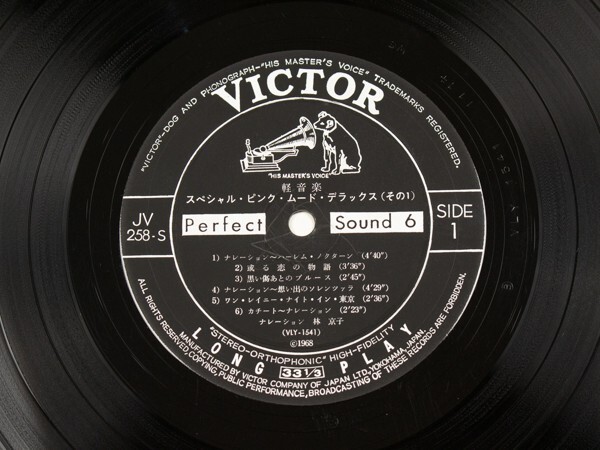 "VICTOR"-DOG AND PHONOGRAPH-"HIS MASTER'S VOICE" TRADEMARKS REGISTERED.
VICTOR
"HIS MASTER'S VOICE"
軽音楽
スペシャル・ピンク・ムード・デラックス(その1)
JV
258-S
Perfect Sound 6
SIDE
1
1) ナレーション〜ハーレム・ノクターン (4'40")
2) 或る恋の物語 (3'36")
3) 黒い傷あとのブルース (2'45")
4) ナレーション〜想い出のソレンツァラ (4'29")
5) ワン・レイニー・ナイト・イン・東京 (2'36")
6) カチート〜ナレーション (2'23")
ナレーション 林 京子
(VLY-1541)
©1968
"STEREO-ORTHOPHONIC" HIGH-FIDELITY
LONG 33 1/3 PLAY
MANUFACTURED BY VICTOR COMPANY OF JAPAN LTD., YOKOHAMA, JAPAN.
ALL RIGHTS RESERVED. COPYING, PUBLIC PERFORMANCE, BROADCASTING OF THESE RECORDS ARE FORBIDDEN.